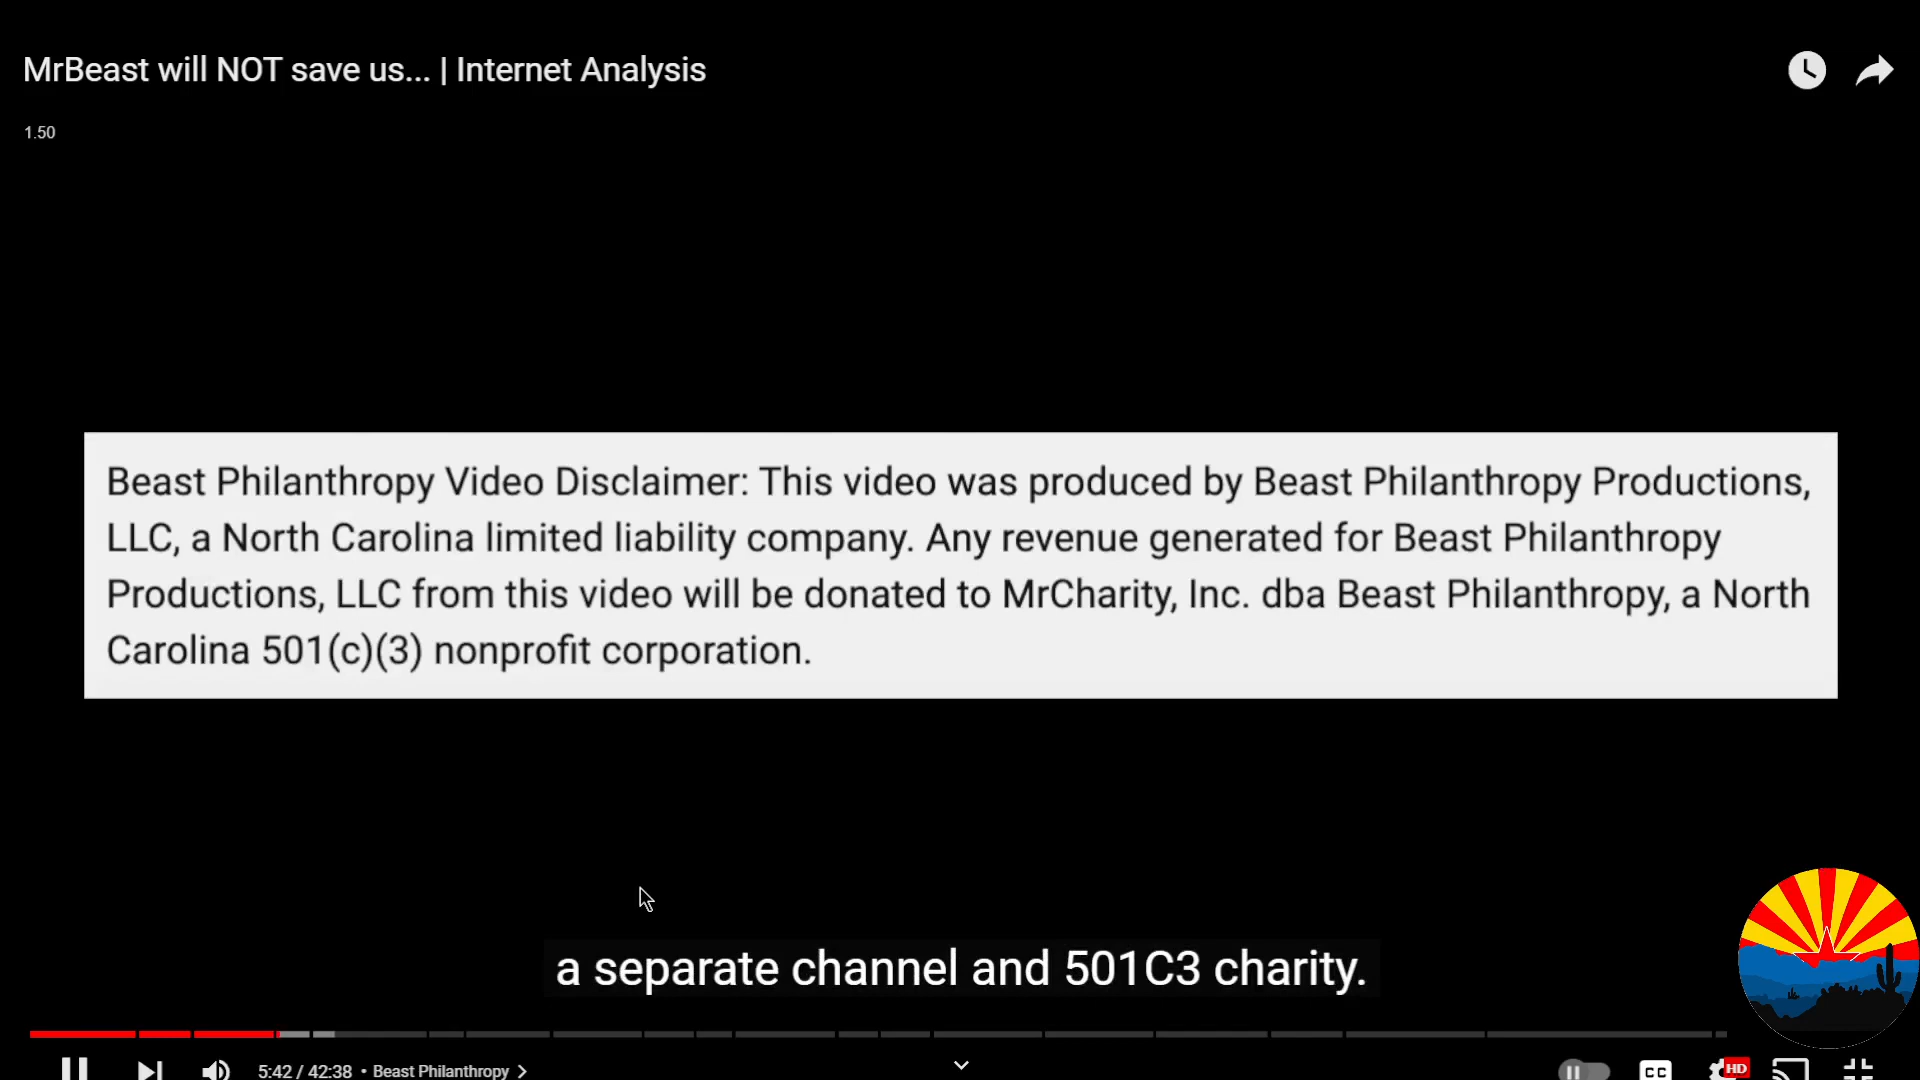 MrBeast will NOT save us... | Internet Analysis
1.50
Beast Philanthropy Video Disclaimer: This video was produced by Beast Philanthropy Productions,
LLC, a North Carolina limited liability company. Any revenue generated for Beast Philanthropy
Productions, LLC from this video will be donated to MrCharity, Inc. dba Beast Philanthropy, a North
Carolina 501(c)(3) nonprofit corporation.
a separate channel and 501C3 charity.
5:42 / 42:38 • Beast Philanthropy
CC
HD